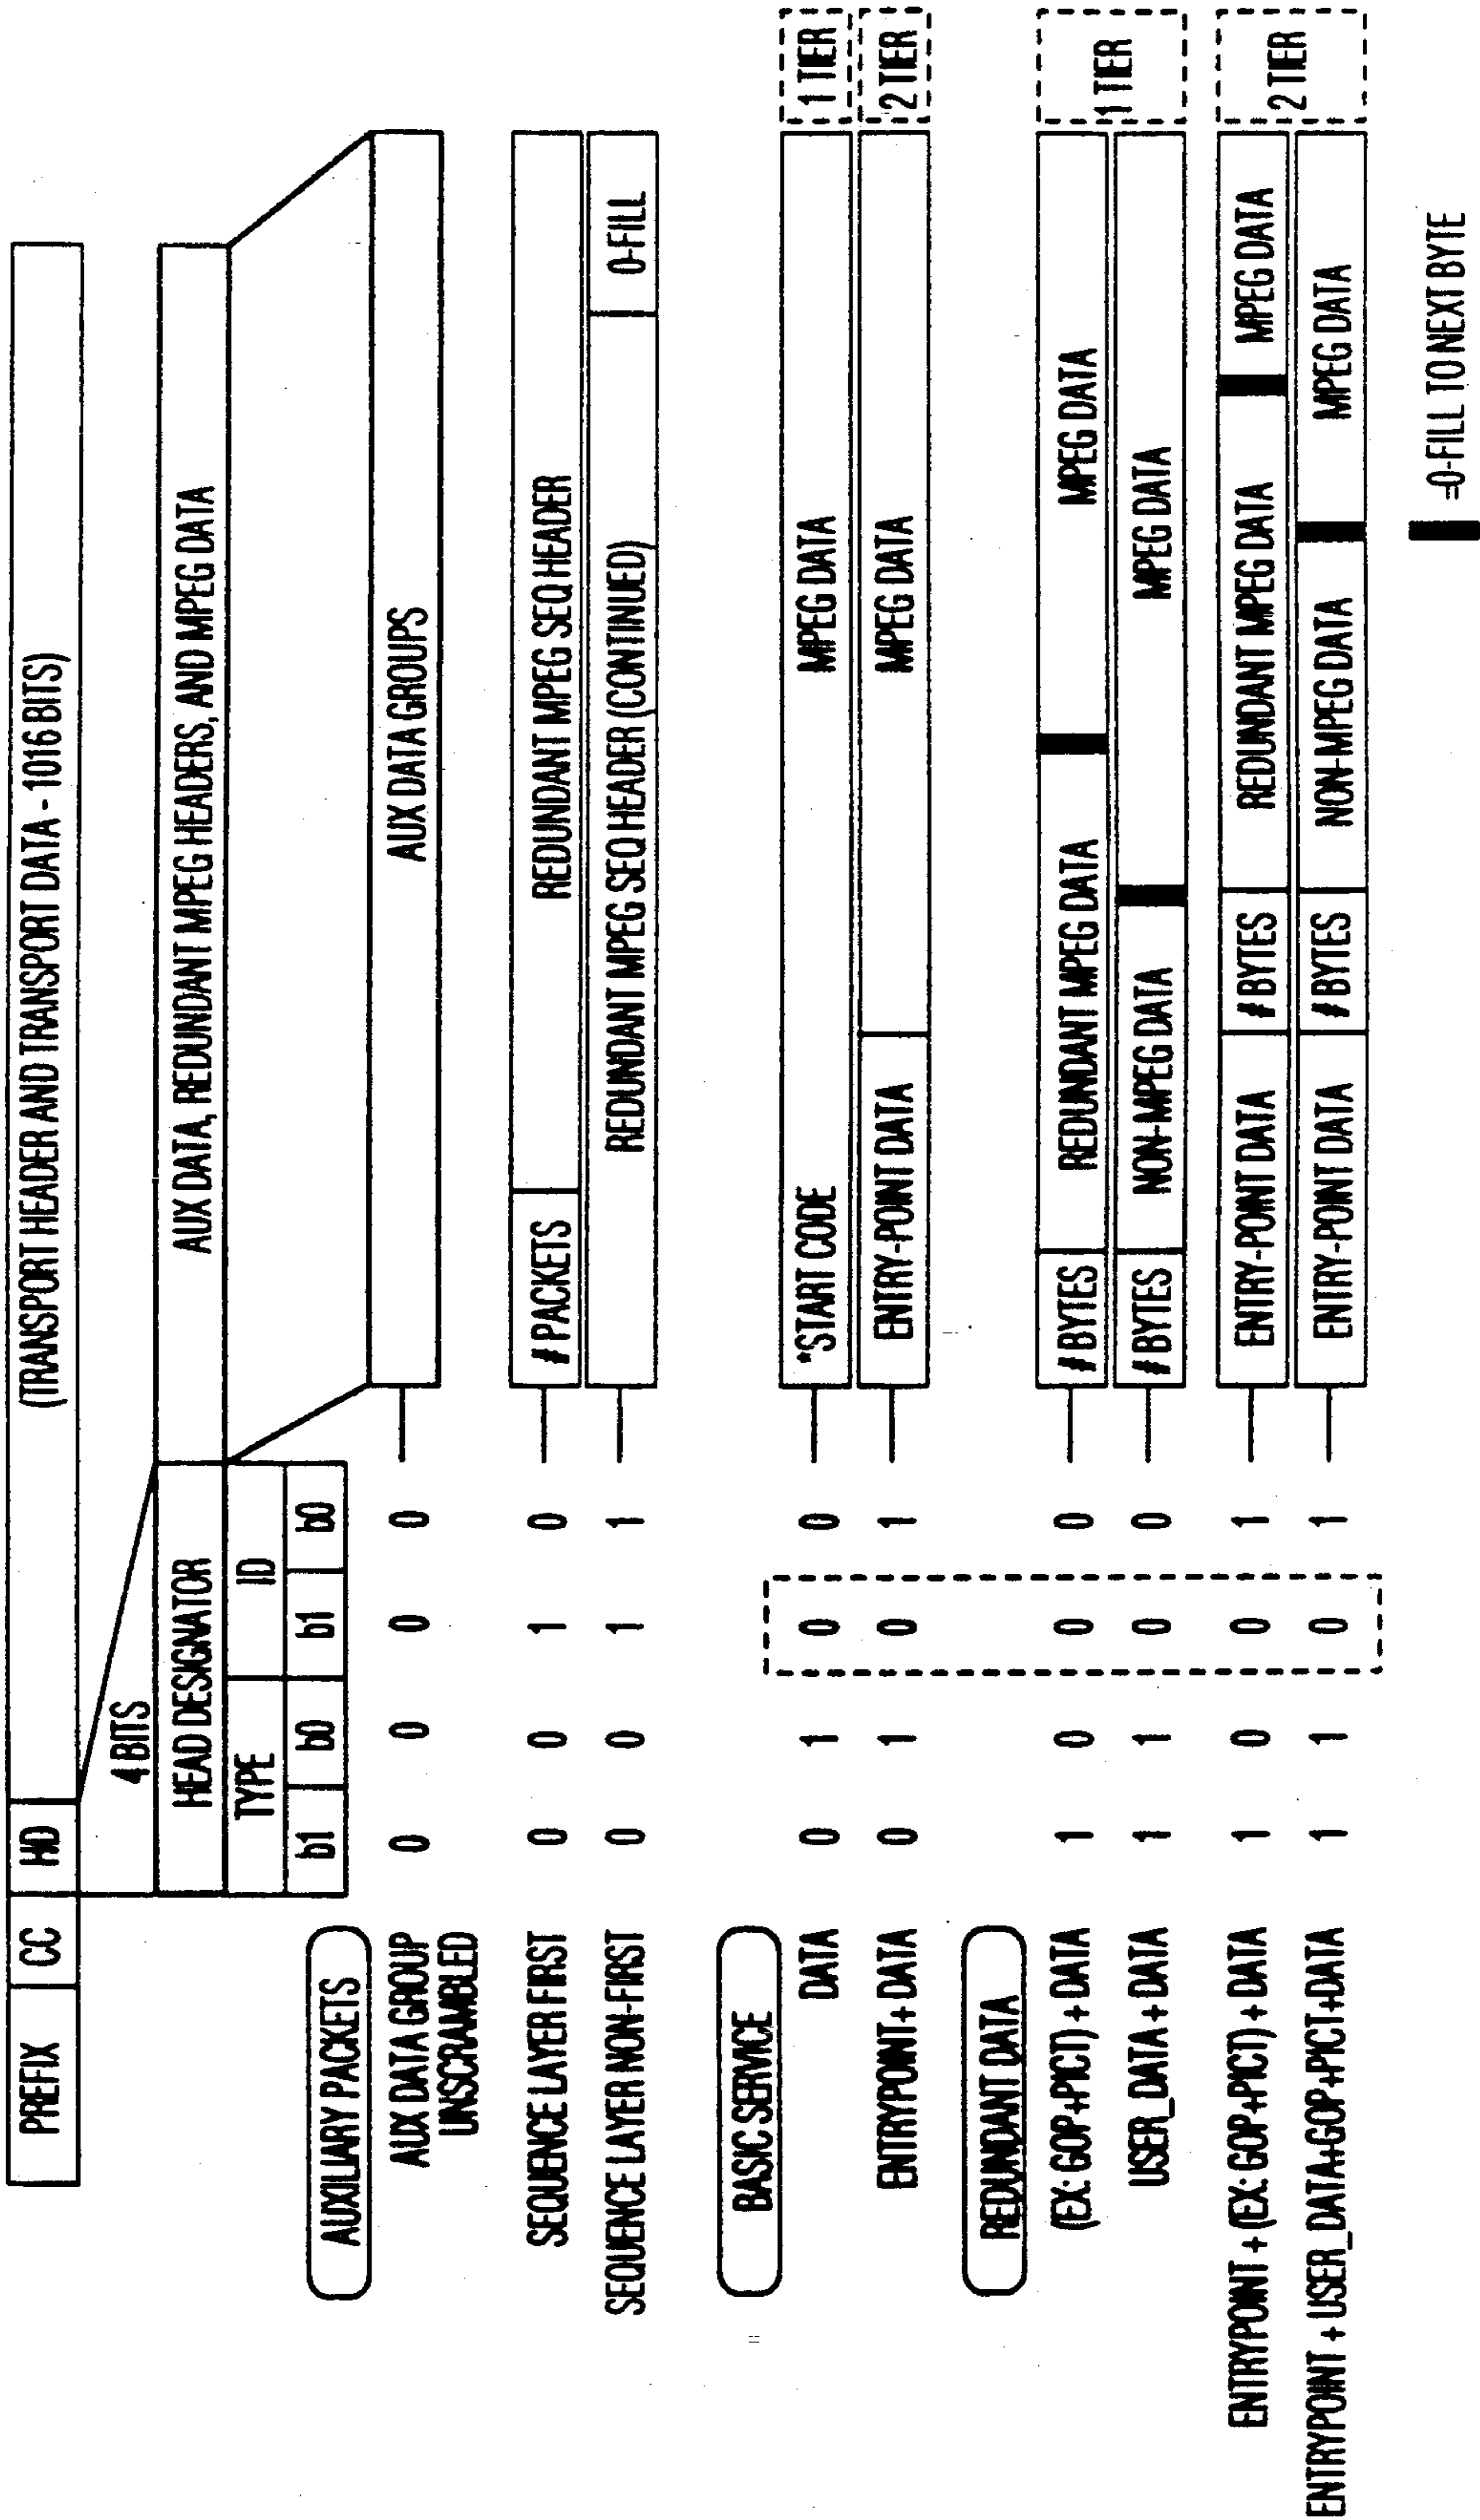 PREFIX CC HD (TRANSPORT HEADER AND TRANSPORT DATA - 1016 BITS)
4 BITS
HEAD DESIGNATOR AUX DATA, REDUNDANT MPEG HEADERS, AND MPEG DATA
TYPE ID
b1 b0 b1 b0
AUXILIARY PACKETS
AUX DATA GROUP 0 0 0 0 AUX DATA GROUPS
UNSCRAMBLED
SEQUENCE LAYER FIRST 0 0 1 0 # PACKETS REDUNDANT MPEG SEQ HEADER
SEQUENCE LAYER NON-FIRST 0 0 1 1 REDUNDANT MPEG SEQ HEADER (CONTINUED) 0-FILL
BASIC SERVICE
DATA 0 1 0 0 *START CODE MPEG DATA 1 TIER
ENTRYPOINT+ DATA 0 1 0 1 ENTRY-POINT DATA MPEG DATA 2 TIER
REDUNDANT DATA
(EX: GOP+PICT) + DATA 1 0 0 0 # BYTES REDUNDANT MPEG DATA MPEG DATA 1 TIER
USER_DATA + DATA 1 1 0 0 # BYTES NON-MPEG DATA MPEG DATA
ENTRYPOINT + (EX: GOP+PICT) + DATA 1 0 0 1 ENTRY-POINT DATA # BYTES REDUNDANT MPEG DATA MPEG DATA 2 TIER
ENTRYPOINT + USER_DATA+GOP+PICT+DATA 1 1 0 1 ENTRY-POINT DATA # BYTES NON-MPEG DATA MPEG DATA
=0-FILL TO NEXT BYTE